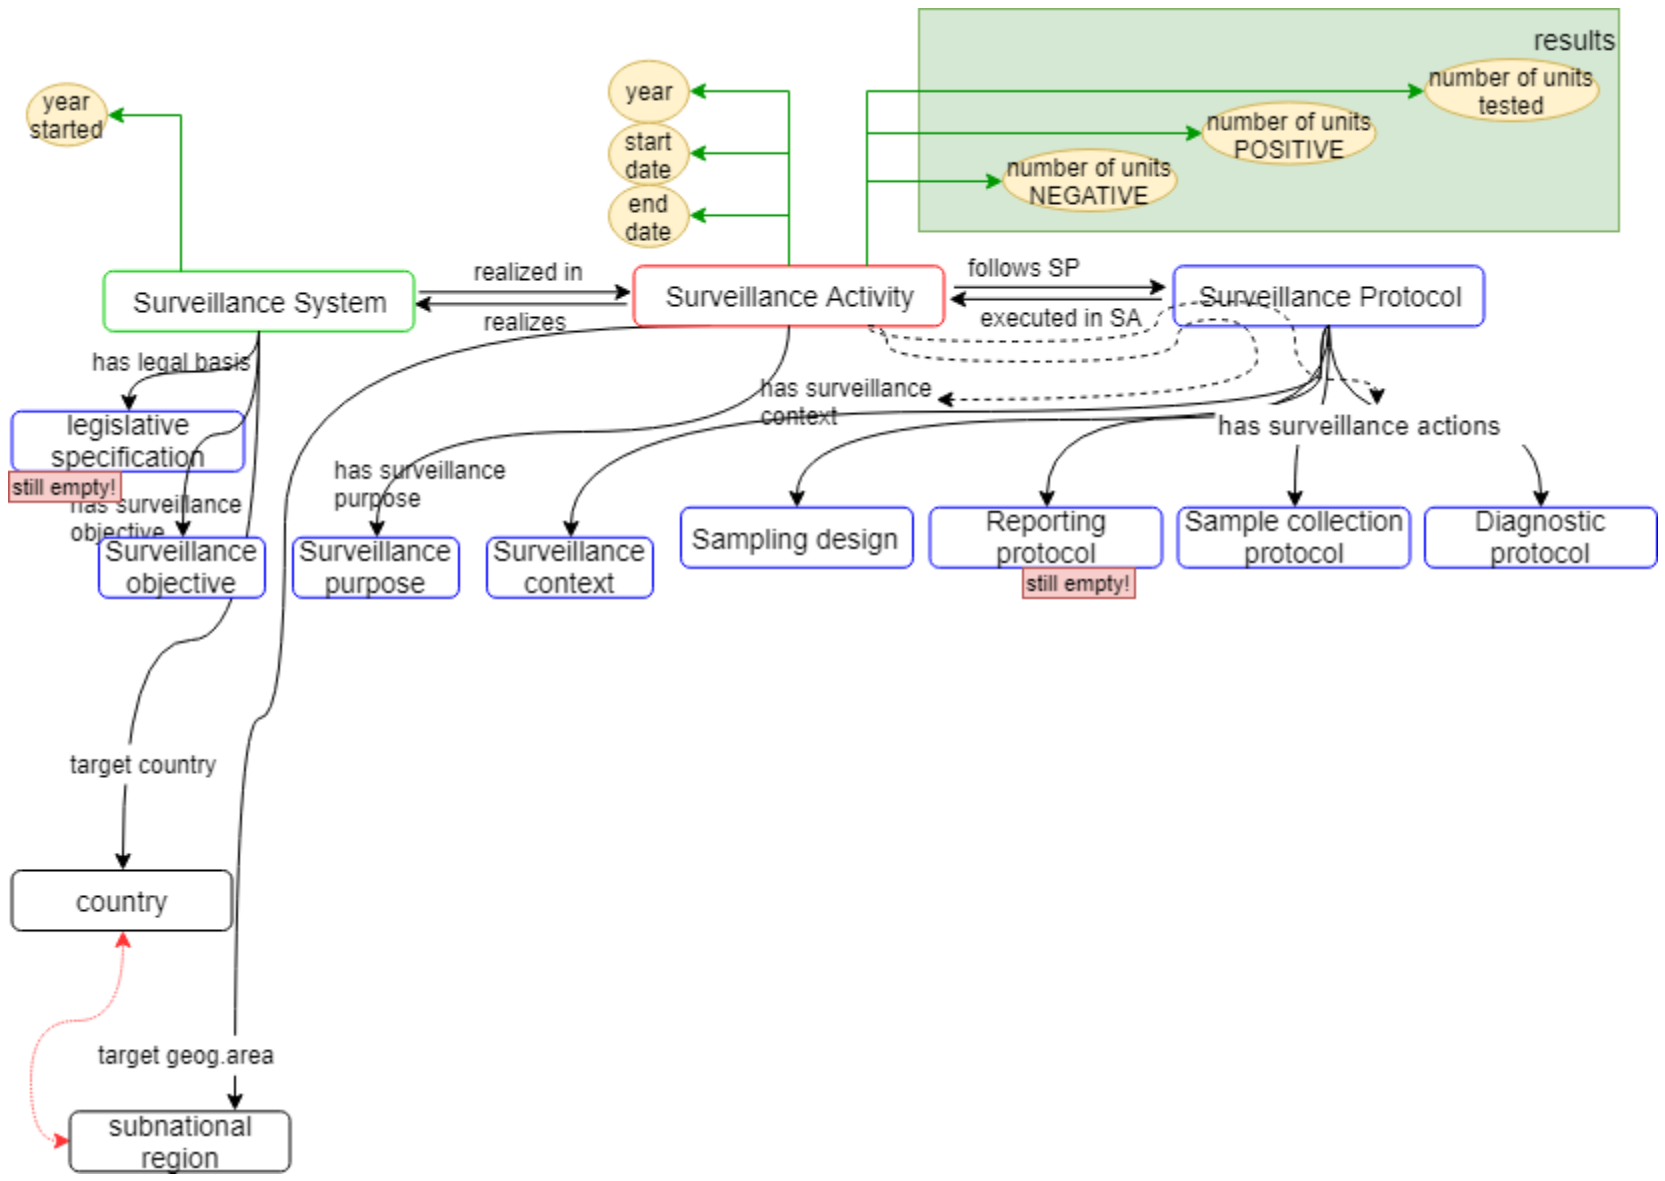 results
year
started
year
start
date
end
date
number of units
tested
number of units
POSITIVE
number of units
NEGATIVE
Surveillance System
realized in
realizes
Surveillance Activity
follows SP
executed in SA
Surveillance Protocol
has legal basis
legislative
specification
still empty!
has surveillance
objective
has surveillance
purpose
has surveillance
context
has surveillance actions
Surveillance
objective
Surveillance
purpose
Surveillance
context
Sampling design
Reporting
protocol
still empty!
Sample collection
protocol
Diagnostic
protocol
target country
country
target geog.area
subnational
region